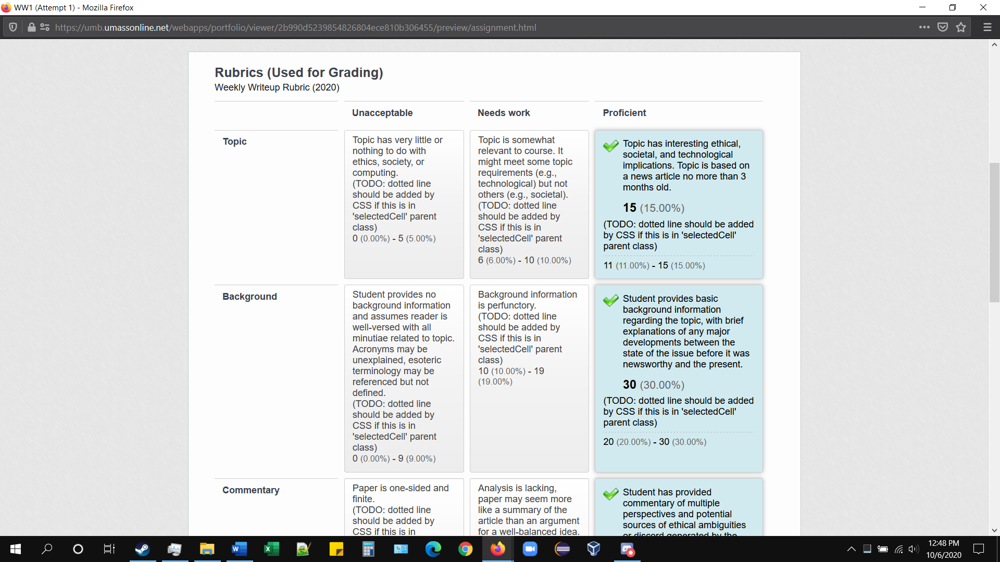 WW1 (Attempt 1) - Mozilla Firefox
https://umb.umassonline.net/webapps/portfolio/viewer/2b990d5239854826804ece810b306455/preview/assignment.html
Rubrics (Used for Grading)
Weekly Writeup Rubric (2020)
Unacceptable
Needs work
Proficient
Topic
Topic has very little or
nothing to do with
ethics, society, or
computing.
(TODO: dotted line
should be added by
CSS if this is in
'selectedCell' parent
class)
0 (0.00%) - 5 (5.00%)
Topic is somewhat
relevant to course. It
might meet some topic
requirements (e.g.,
technological) but not
others (e.g., societal).
(TODO: dotted line
should be added by
CSS if this is in
'selectedCell' parent
class)
6 (6.00%) - 10 (10.00%)
Topic has interesting ethical,
societal, and technological
implications. Topic is based on
a news article no more than 3
months old.
15 (15.00%)
(TODO: dotted line should be added
by CSS if this is in 'selectedCell'
parent class)
11 (11.00%) - 15 (15.00%)
Background
Student provides no
background information
and assumes reader is
well-versed with all
minutiae related to topic.
Acronyms may be
unexplained, esoteric
terminology may be
referenced but not
defined.
(TODO: dotted line
should be added by
CSS if this is in
'selectedCell' parent
class)
0 (0.00%) - 9 (9.00%)
Background information
is perfunctory.
(TODO: dotted line
should be added by
CSS if this is in
'selectedCell' parent
class)
10 (10.00%) - 19
(19.00%)
Student provides basic
background information
regarding the topic, with brief
explanations of any major
developments between the
state of the issue before it was
newsworthy and the present.
30 (30.00%)
(TODO: dotted line should be added
by CSS if this is in 'selectedCell'
parent class)
20 (20.00%) - 30 (30.00%)
Commentary
Paper is one-sided and
finite.
(TODO: dotted line
should be added by
CSS if this is in
Analysis is lacking,
paper may seem more
like a summary of the
article than an argument
for a well-balanced idea.
Student has provided
commentary of multiple
perspectives and potential
sources of ethical ambiguities
or discord generated by the
12:48 PM
10/6/2020